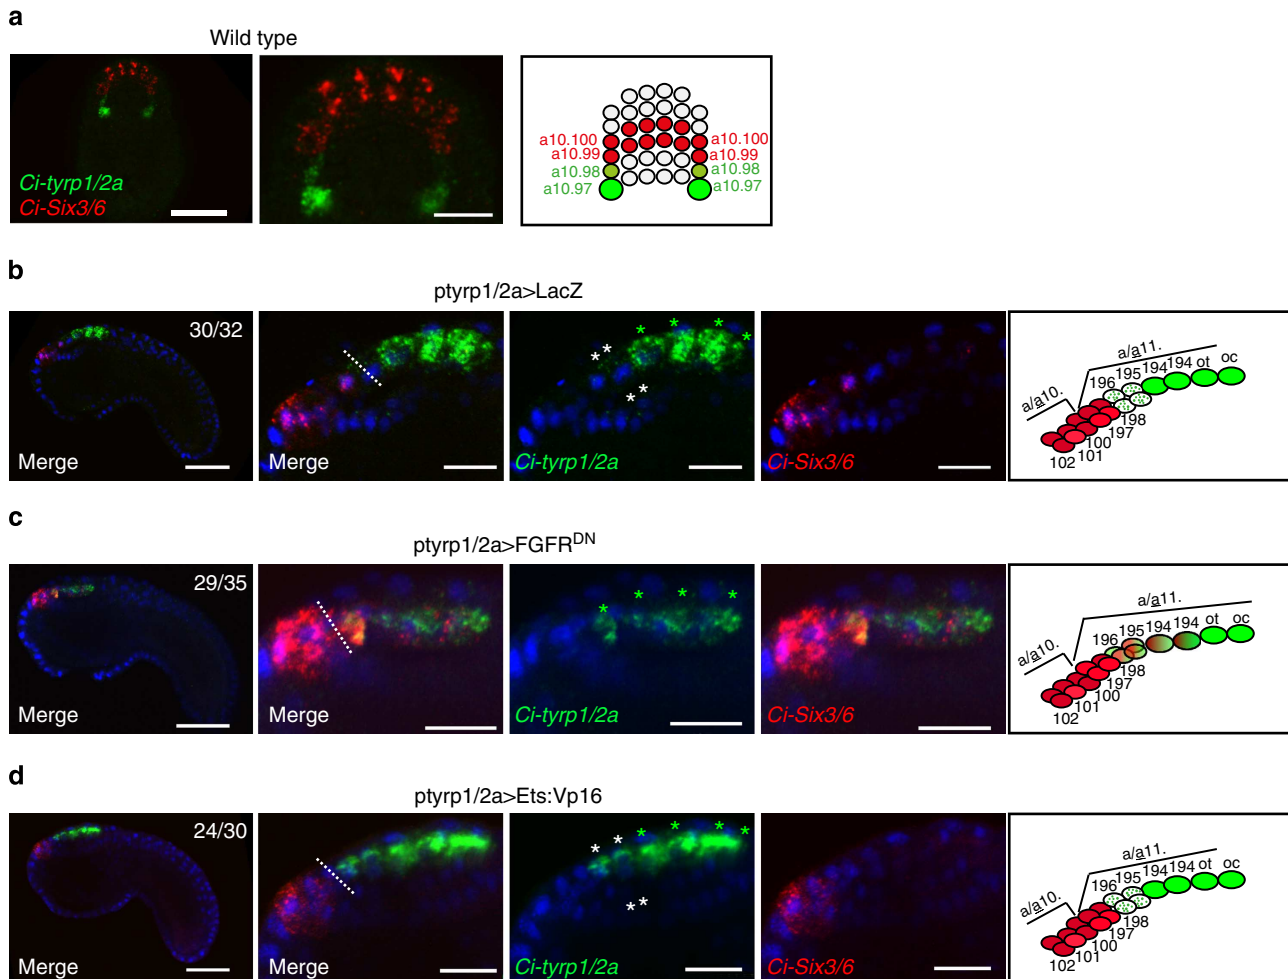 a
Wild type
Ci-tyrp1/2a
Ci-Six3/6
a10.100 a10.100
a10.99 a10.99
a10.98 a10.98
a10.97 a10.97
b
ptyrp1/2a>LacZ
30/32
Merge
Merge
Ci-tyrp1/2a
Ci-Six3/6
a/a11.
194 194 ot oc
195
196
a/a10.
198
197
100
101
102
c
ptyrp1/2a>FGFRDN
29/35
Merge
Merge
Ci-tyrp1/2a
Ci-Six3/6
a/a11.
195 194 194 ot oc
196
a/a10.
198
197
100
101
102
d
ptyrp1/2a>Ets:Vp16
24/30
Merge
Merge
Ci-tyrp1/2a
Ci-Six3/6
a/a11.
194 194 ot oc
195
196
a/a10.
198
197
100
101
102